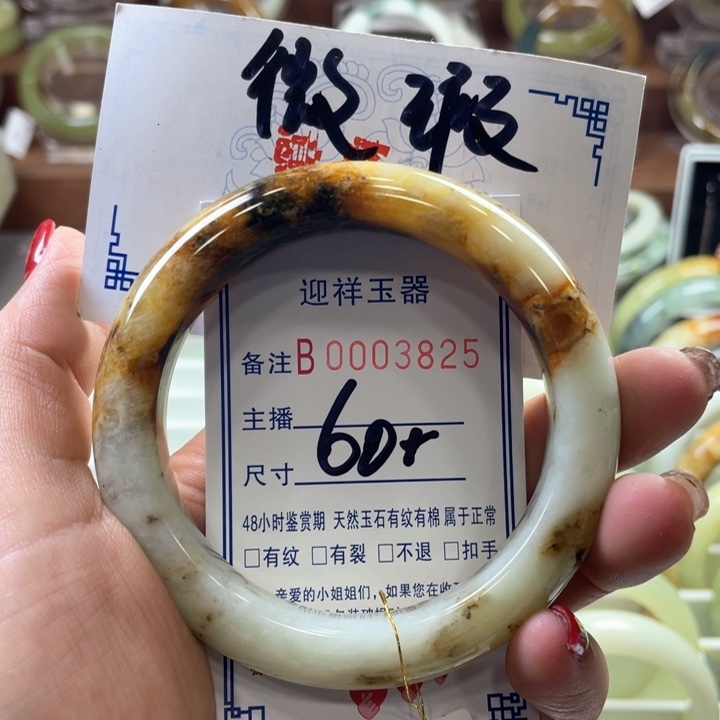 微瑕
迎祥玉器
备注 B 0003825
主播
尺寸 60+
48小时鉴赏期 天然玉石有纹有棉 属于正常
□有纹 □有裂 □不退 □扣手
亲爱的小姐姐们，如果您在收